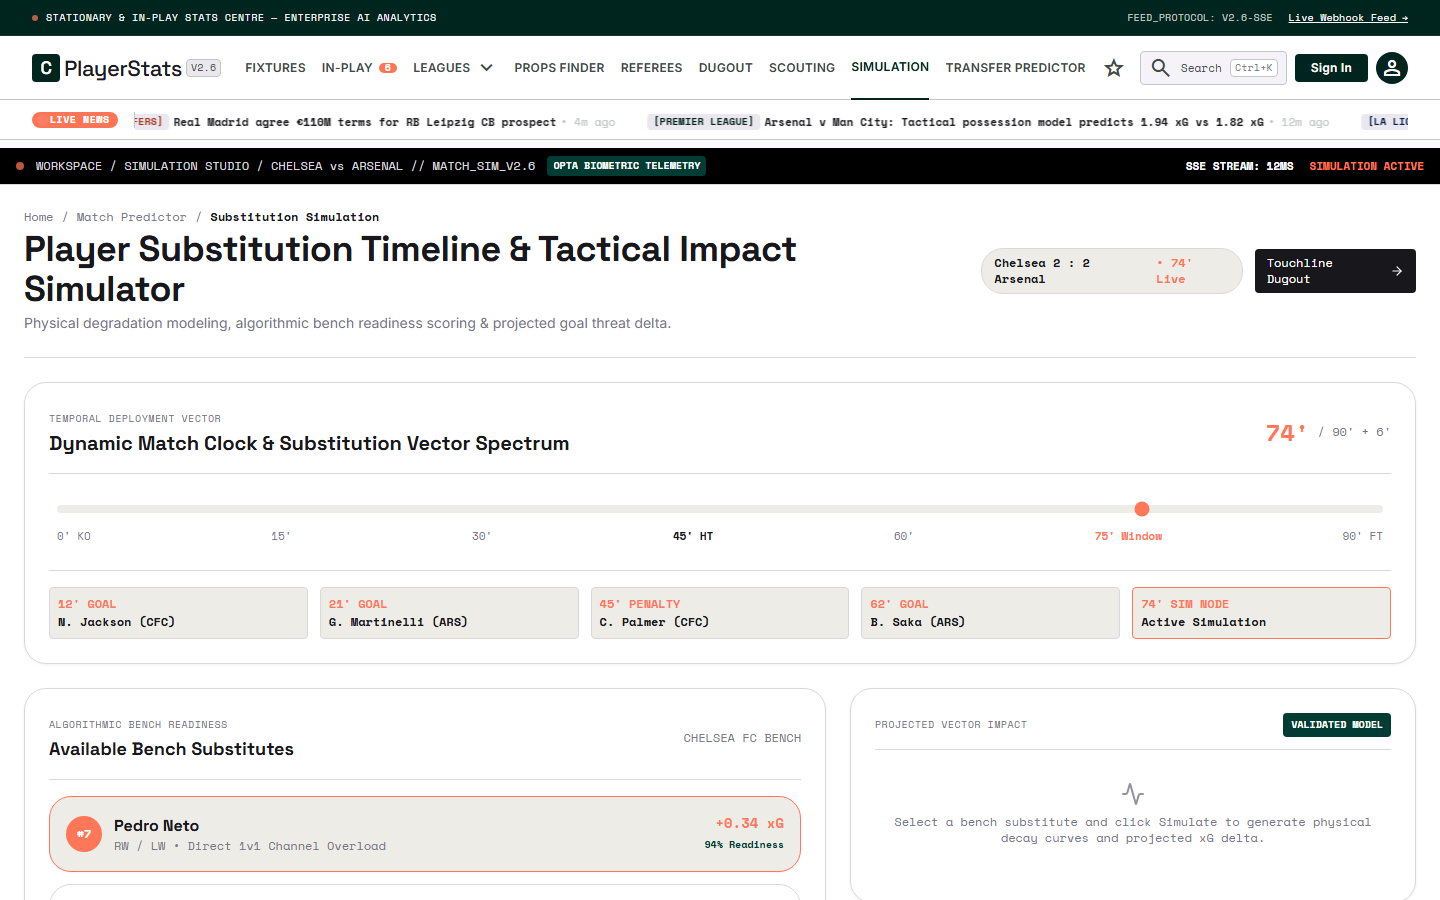 STATIONARY & IN-PLAY STATS CENTRE — ENTERPRISE AI ANALYTICS
FEED_PROTOCOL: V2.6-SSE Live Webhook Feed →
C PlayerStats V2.6 FIXTURES IN-PLAY 6 LEAGUES PROPS FINDER REFEREES DUGOUT SCOUTING SIMULATION TRANSFER PREDICTOR Search Ctrl+K Sign In
LIVE NEWS FERS] Real Madrid agree €110M terms for RB Leipzig CB prospect • 4m ago [PREMIER LEAGUE] Arsenal v Man City: Tactical possession model predicts 1.94 xG vs 1.82 xG • 12m ago [LA LIG
WORKSPACE / SIMULATION STUDIO / CHELSEA vs ARSENAL // MATCH_SIM_V2.6 OPTA BIOMETRIC TELEMETRY SSE STREAM: 12MS SIMULATION ACTIVE
Home / Match Predictor / Substitution Simulation
Player Substitution Timeline & Tactical Impact
Simulator
Physical degradation modeling, algorithmic bench readiness scoring & projected goal threat delta.
Chelsea 2 : 2
Arsenal
• 74'
Live
Touchline
Dugout →
TEMPORAL DEPLOYMENT VECTOR
Dynamic Match Clock & Substitution Vector Spectrum
74' / 90' + 6'
0' KO 15' 30' 45' HT 60' 75' Window 90' FT
12' GOAL
N. Jackson (CFC)
21' GOAL
G. Martinelli (ARS)
45' PENALTY
C. Palmer (CFC)
62' GOAL
B. Saka (ARS)
74' SIM NODE
Active Simulation
ALGORITHMIC BENCH READINESS
Available Bench Substitutes
CHELSEA FC BENCH
#7
Pedro Neto
RW / LW • Direct 1v1 Channel Overload
+0.34 xG
94% Readiness
PROJECTED VECTOR IMPACT
VALIDATED MODEL
Select a bench substitute and click Simulate to generate physical
decay curves and projected xG delta.